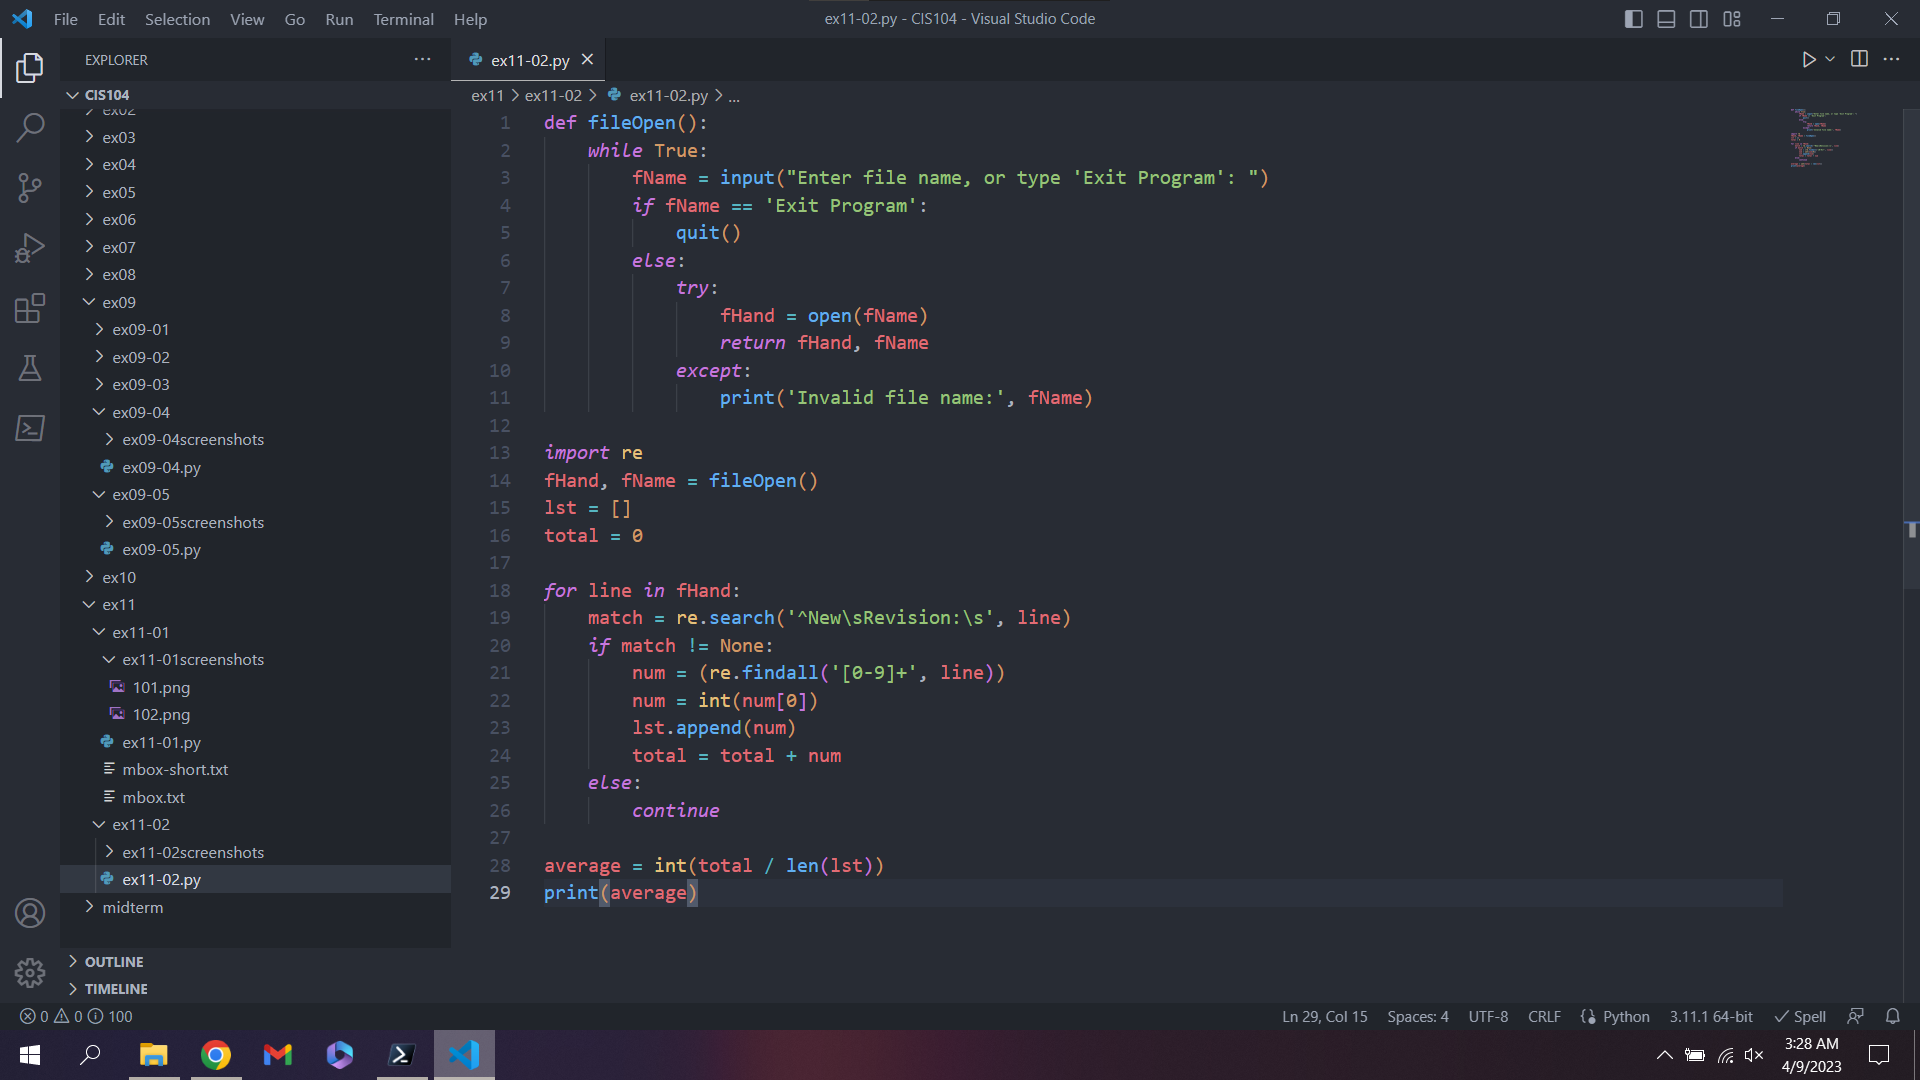 File Edit Selection View Go Run Terminal Help
ex11-02.py - CIS104 - Visual Studio Code
EXPLORER
CIS104
ex02
ex03
ex04
ex05
ex06
ex07
ex08
ex09
ex09-01
ex09-02
ex09-03
ex09-04
ex09-04screenshots
ex09-04.py
ex09-05
ex09-05screenshots
ex09-05.py
ex10
ex11
ex11-01
ex11-01screenshots
101.png
102.png
ex11-01.py
mbox-short.txt
mbox.txt
ex11-02
ex11-02screenshots
ex11-02.py
midterm
OUTLINE
TIMELINE
ex11-02.py
ex11 > ex11-02 > ex11-02.py > ...
1 def fileOpen():
2     while True:
3         fName = input("Enter file name, or type 'Exit Program': ")
4         if fName == 'Exit Program':
5             quit()
6         else:
7             try:
8                 fHand = open(fName)
9                 return fHand, fName
10             except:
11                 print('Invalid file name:', fName)
12
13 import re
14 fHand, fName = fileOpen()
15 lst = []
16 total = 0
17
18 for line in fHand:
19     match = re.search('^New\sRevision:\s', line)
20     if match != None:
21         num = (re.findall('[0-9]+', line))
22         num = int(num[0])
23         lst.append(num)
24         total = total + num
25     else:
26         continue
27
28 average = int(total / len(lst))
29 print(average)
0 0 100
Ln 29, Col 15 Spaces: 4 UTF-8 CRLF Python 3.11.1 64-bit Spell
3:28 AM
4/9/2023